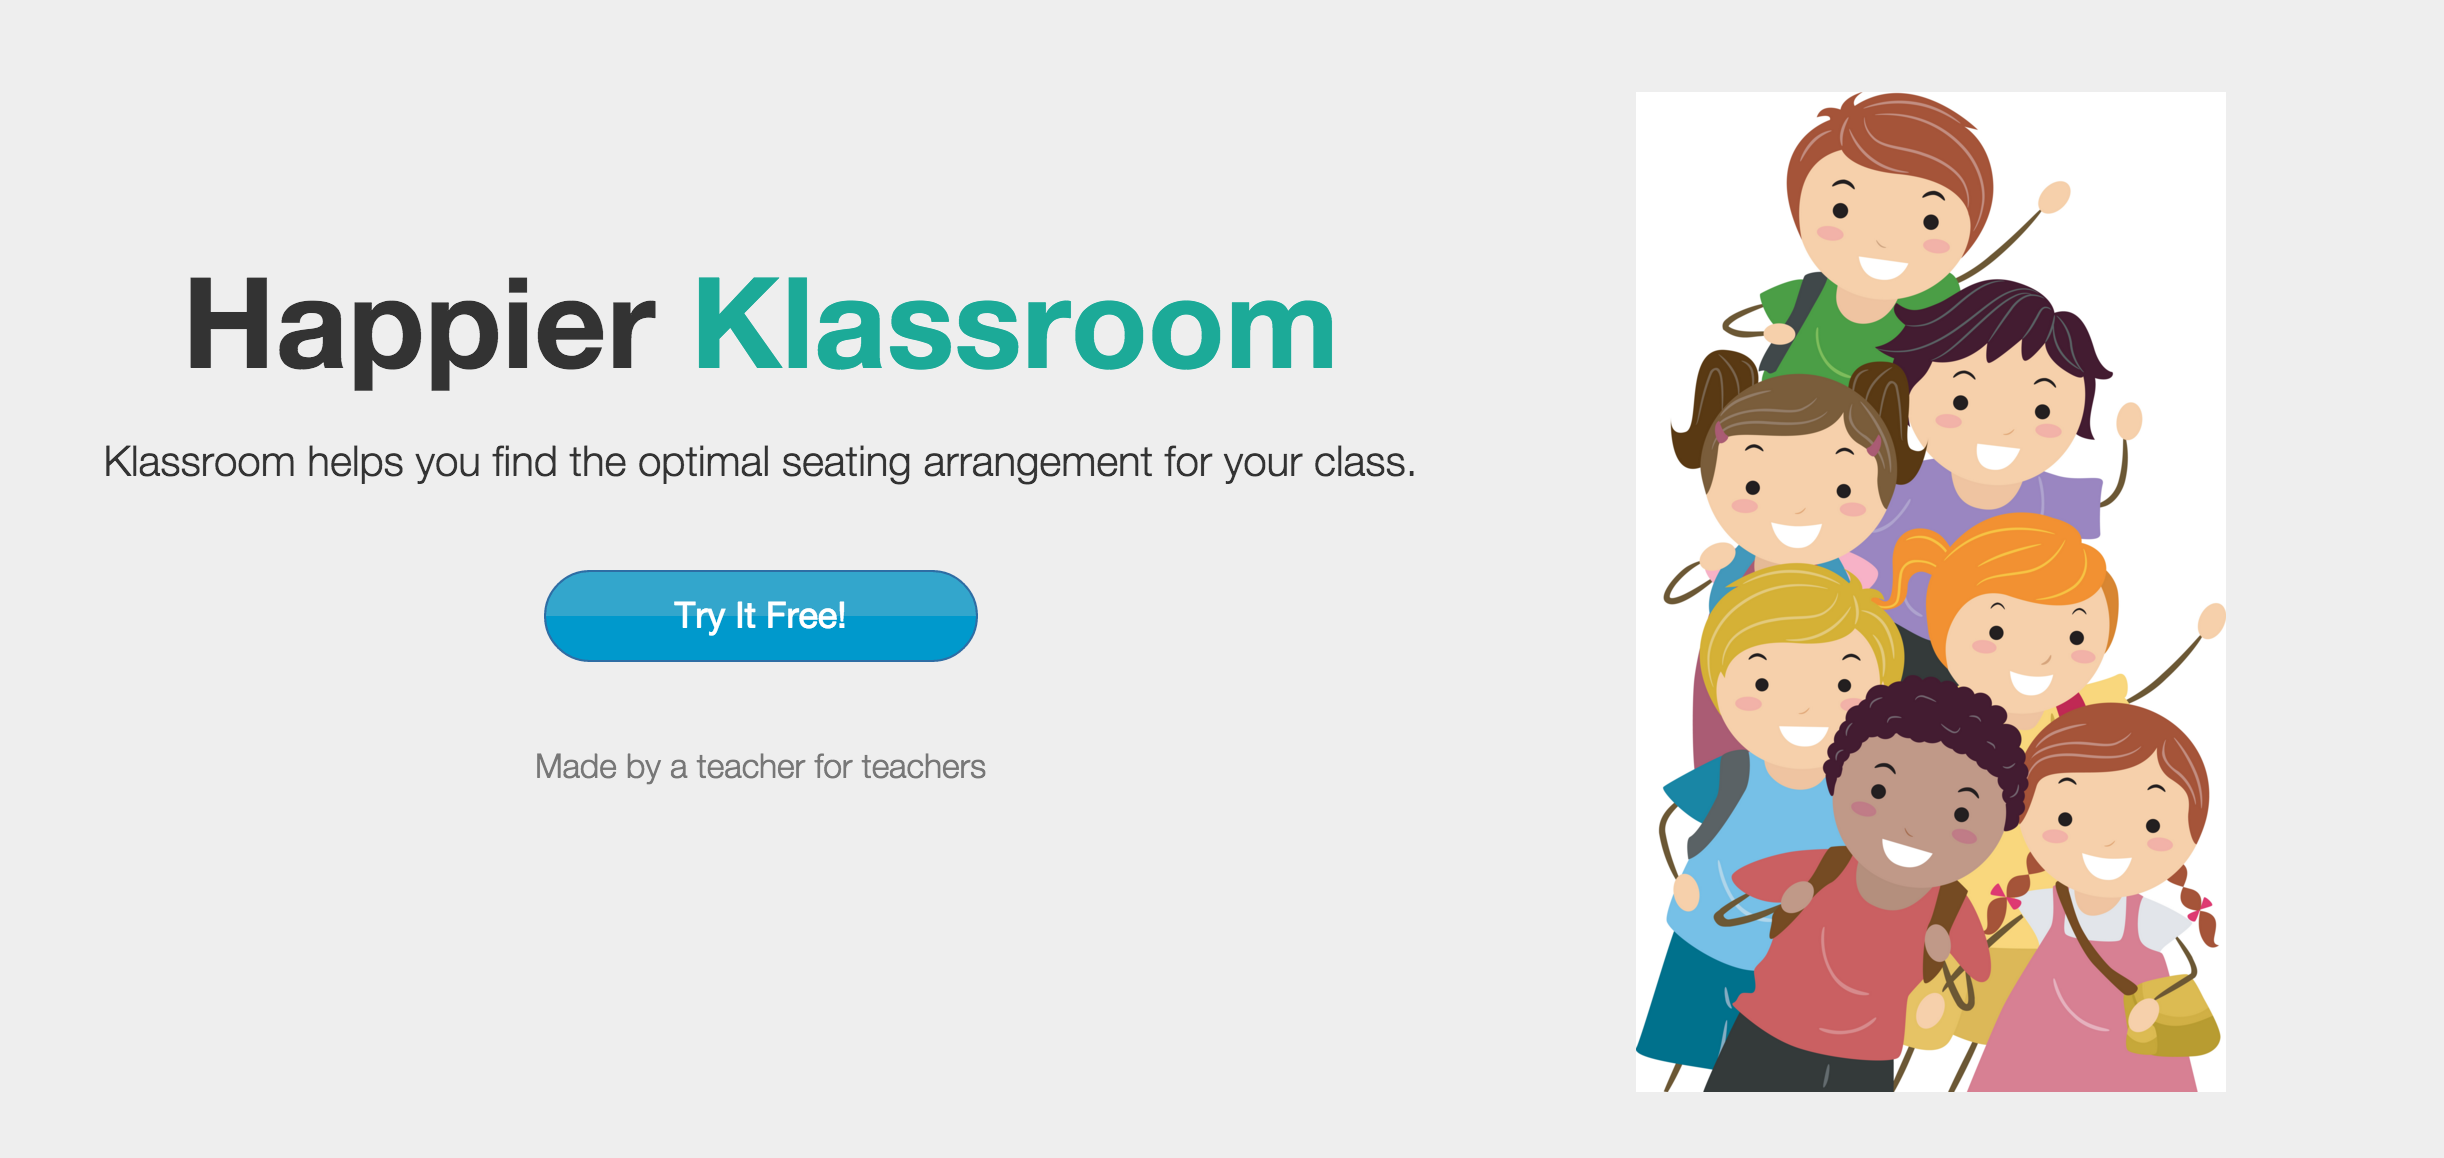 Happier Klassroom
Klassroom helps you find the optimal seating arrangement for your class.
Try It Free!
Made by a teacher for teachers